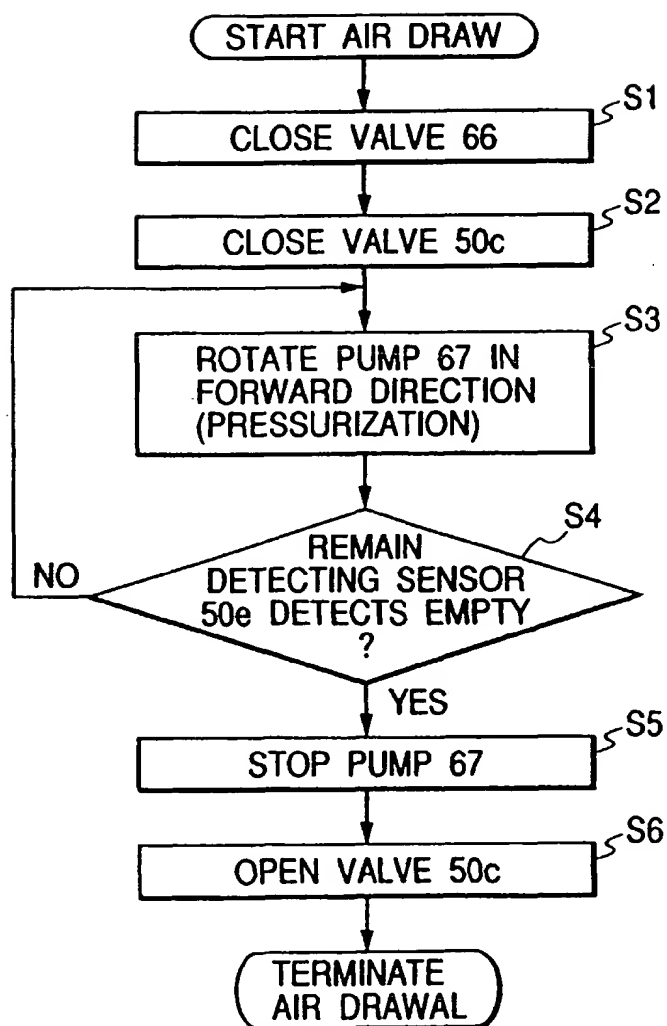 START AIR DRAW
S1
CLOSE VALVE 66
S2
CLOSE VALVE 50c
S3
ROTATE PUMP 67 IN
FORWARD DIRECTION
(PRESSURIZATION)
S4
REMAIN
DETECTING SENSOR
50e DETECTS EMPTY
?
NO
YES
S5
STOP PUMP 67
S6
OPEN VALVE 50c
TERMINATE
AIR DRAWAL